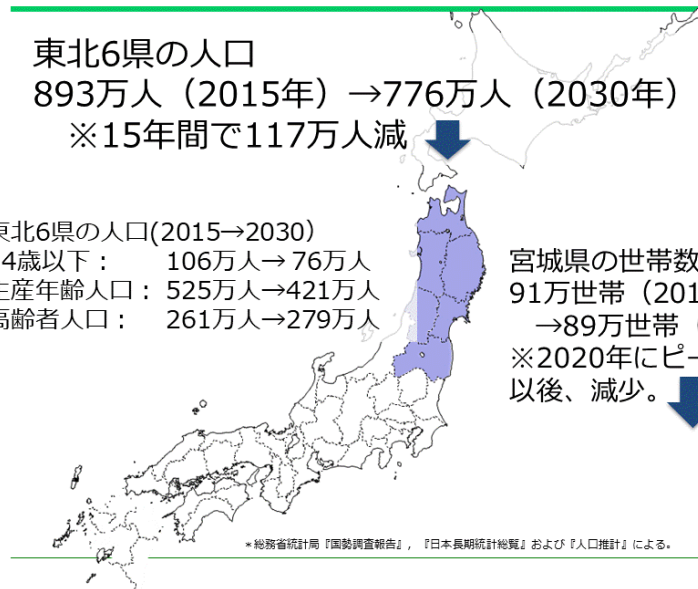 東北6県の人口
893万人（2015年）→776万人（2030年）
※15年間で117万人減
東北6県の人口(2015→2030）
4歳以下： 106万人→ 76万人
生産年齢人口： 525万人→421万人
高齢者人口： 261万人→279万人
宮城県の世帯数
91万世帯（201
→89万世帯（
※2020年にピー
以後、減少。
*総務省統計局『国勢調査報告』，『日本長期統計総覧』および『人口推計』による。